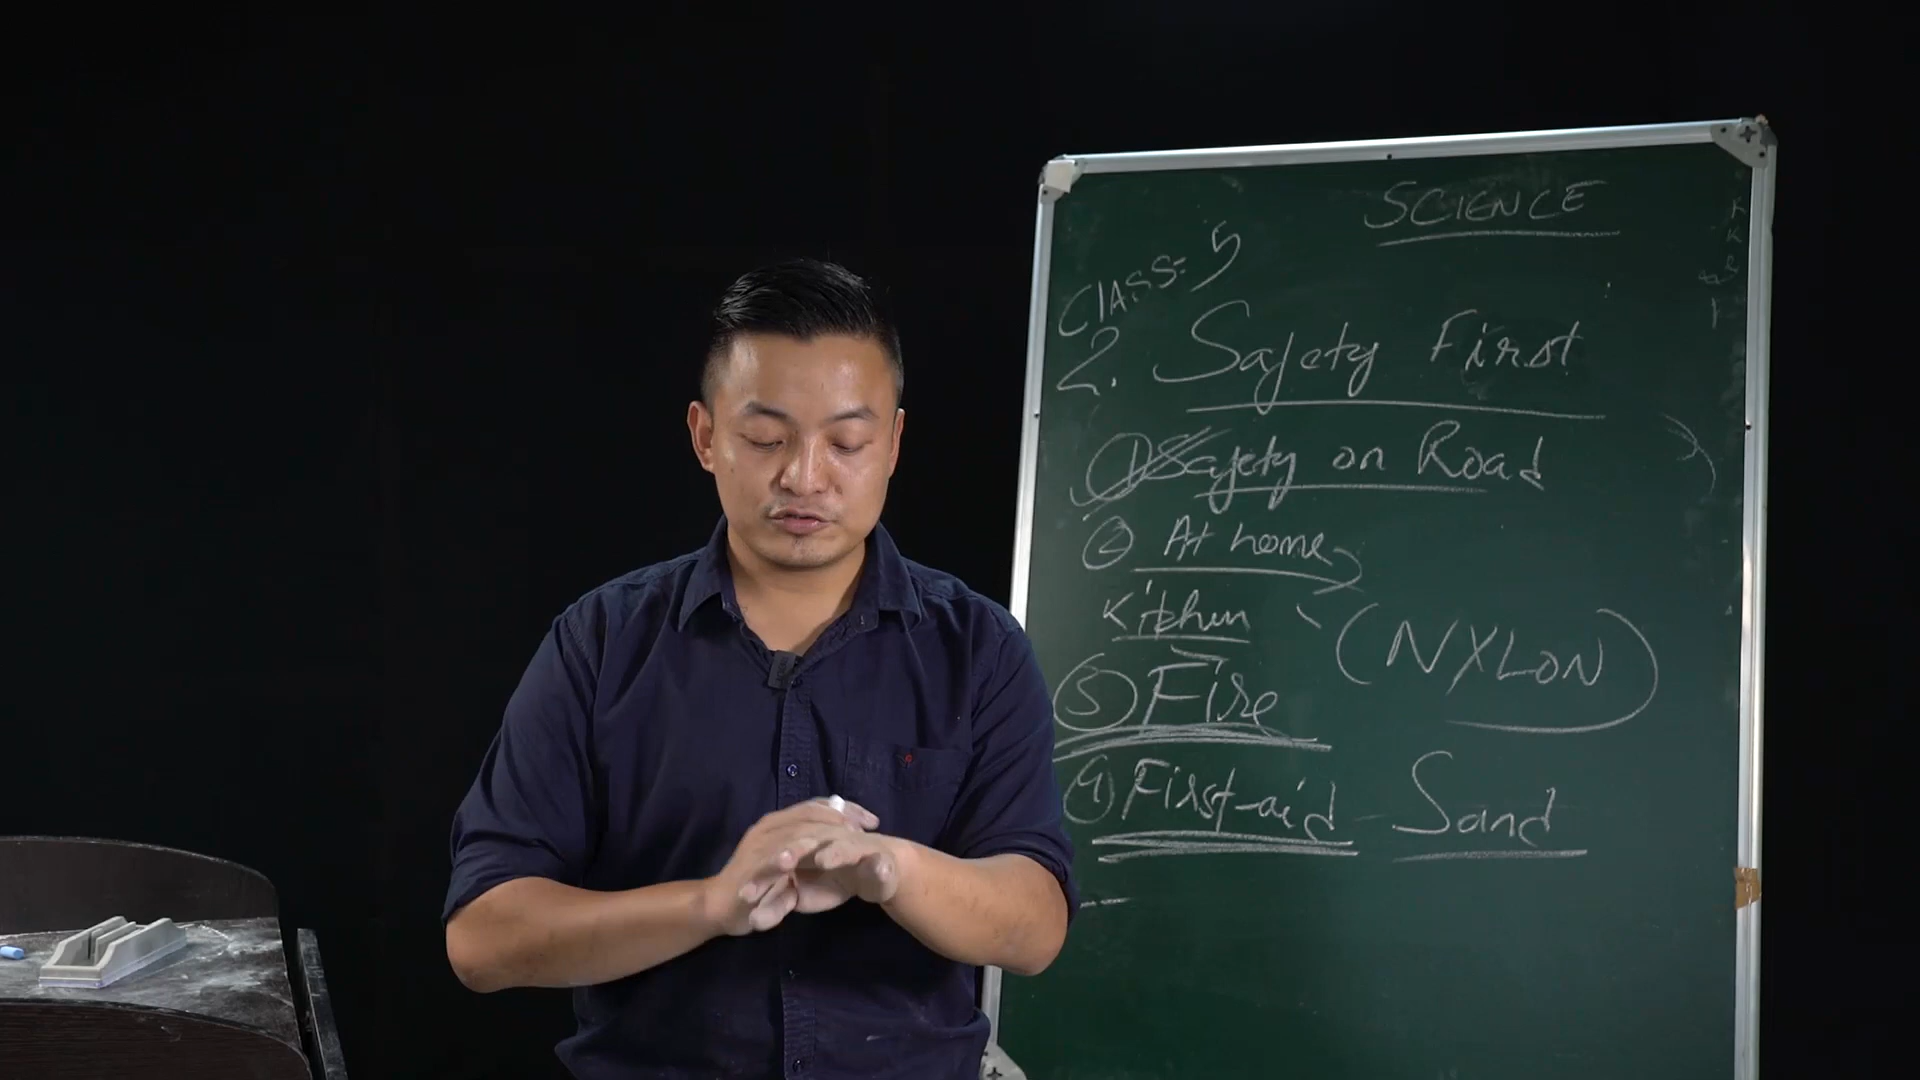 SCIENCE
CLASS: 5
2. Safety First
① Safety on Road
② At home
Kitchen
(NYLON)
③ Fire
④ First-aid - Sand